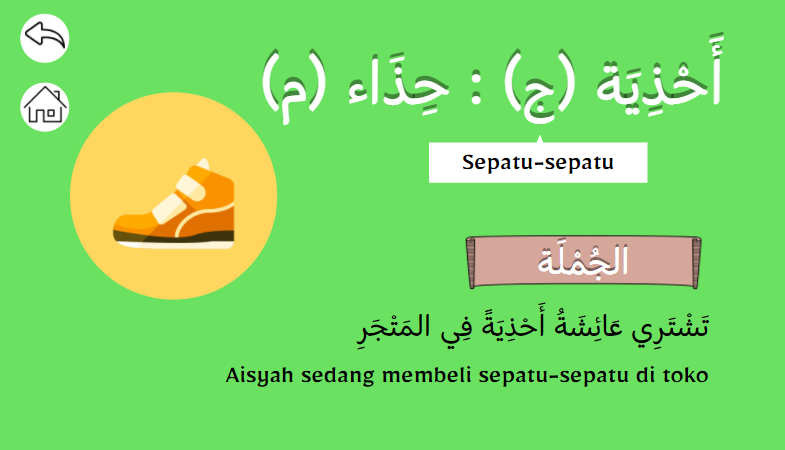 أَحْذِيَة (ج) : حِذَاء (م)
Sepatu-sepatu
الجُمْلَة
تَشْتَرِي عَائِشَةُ أَحْذِيَةً فِي المَتْجَرِ
Aisyah sedang membeli sepatu-sepatu di toko